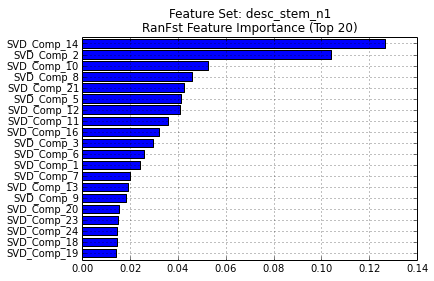 Feature Set: desc_stem_n1
RanFst Feature Importance (Top 20)
SVD_Comp_14
SVD_Comp_2
SVD_Comp_10
SVD_Comp_8
SVD_Comp_21
SVD_Comp_5
SVD_Comp_12
SVD_Comp_11
SVD_Comp_16
SVD_Comp_3
SVD_Comp_6
SVD_Comp_1
SVD_Comp_7
SVD_Comp_13
SVD_Comp_9
SVD_Comp_20
SVD_Comp_23
SVD_Comp_24
SVD_Comp_18
SVD_Comp_19
0.00 0.02 0.04 0.06 0.08 0.10 0.12 0.14